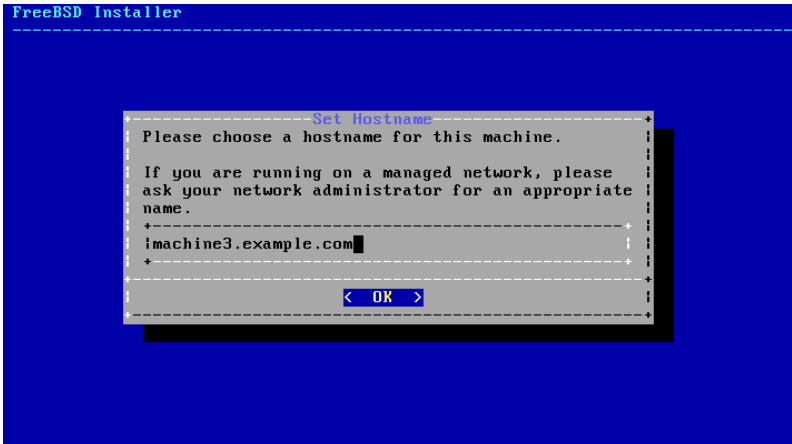 FreeBSD Installer
Set Hostname
Please choose a hostname for this machine.
If you are running on a managed network, please
ask your network administrator for an appropriate
name.
machine3.example.com
< OK >